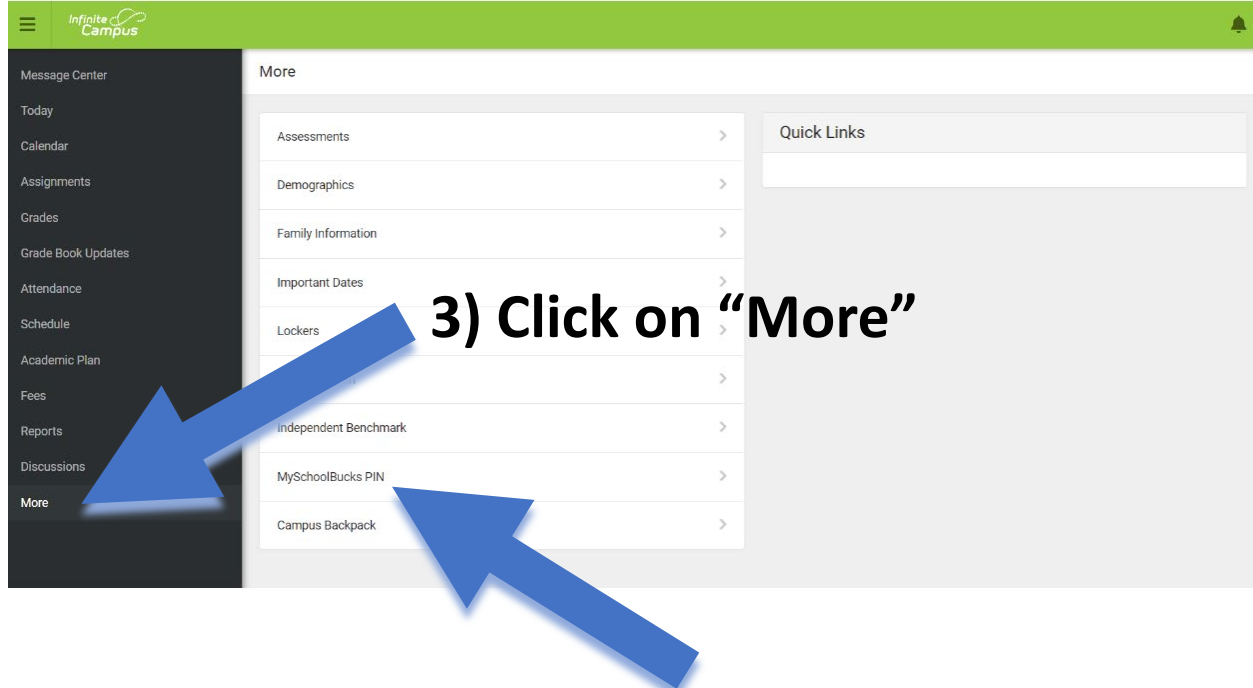 Infinite
Campus
Message Center
Today
Calendar
Assignments
Grades
Grade Book Updates
Attendance
Schedule
Academic Plan
Fees
Reports
Discussions
More
More
Assessments
Demographics
Family Information
Important Dates
Lockers
Independent Benchmark
MySchoolBucks PIN
Campus Backpack
Quick Links
3) Click on “More”